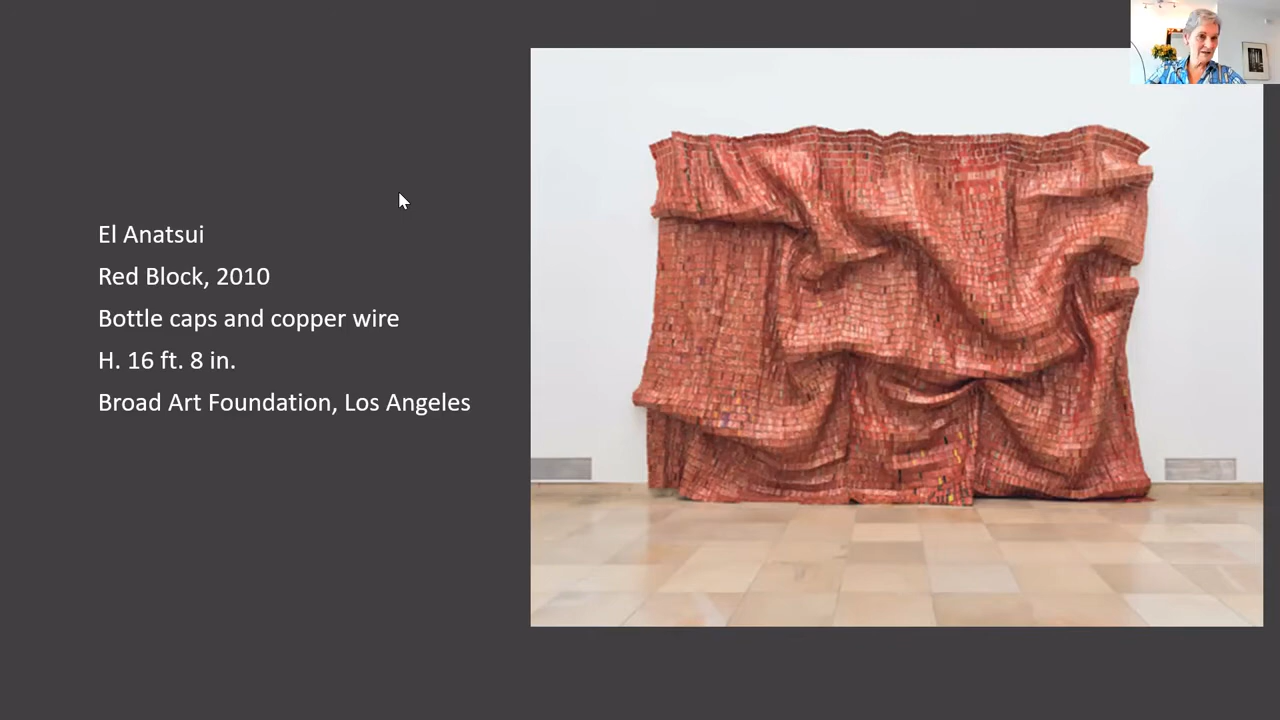 El Anatsui
Red Block, 2010
Bottle caps and copper wire
H. 16 ft. 8 in.
Broad Art Foundation, Los Angeles